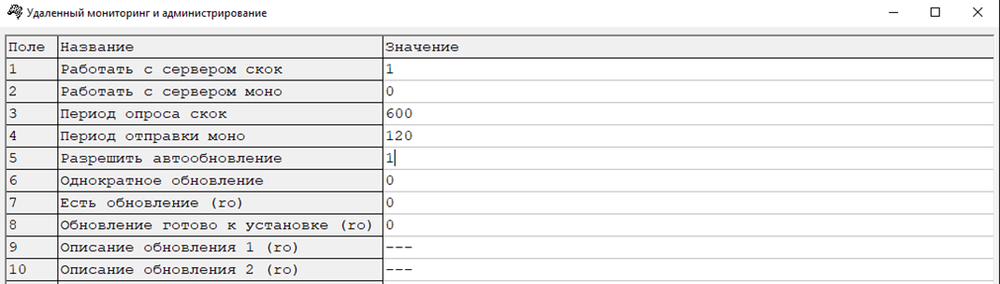 Удаленный мониторинг и администрирование
Поле Название Значение
1 Работать с сервером скок 1
2 Работать с сервером моно 0
3 Период опроса скок 600
4 Период отправки моно 120
5 Разрешить автообновление 1
6 Однократное обновление 0
7 Есть обновление (ro) 0
8 Обновление готово к установке (ro) 0
9 Описание обновления 1 (ro) ---
10 Описание обновления 2 (ro) ---